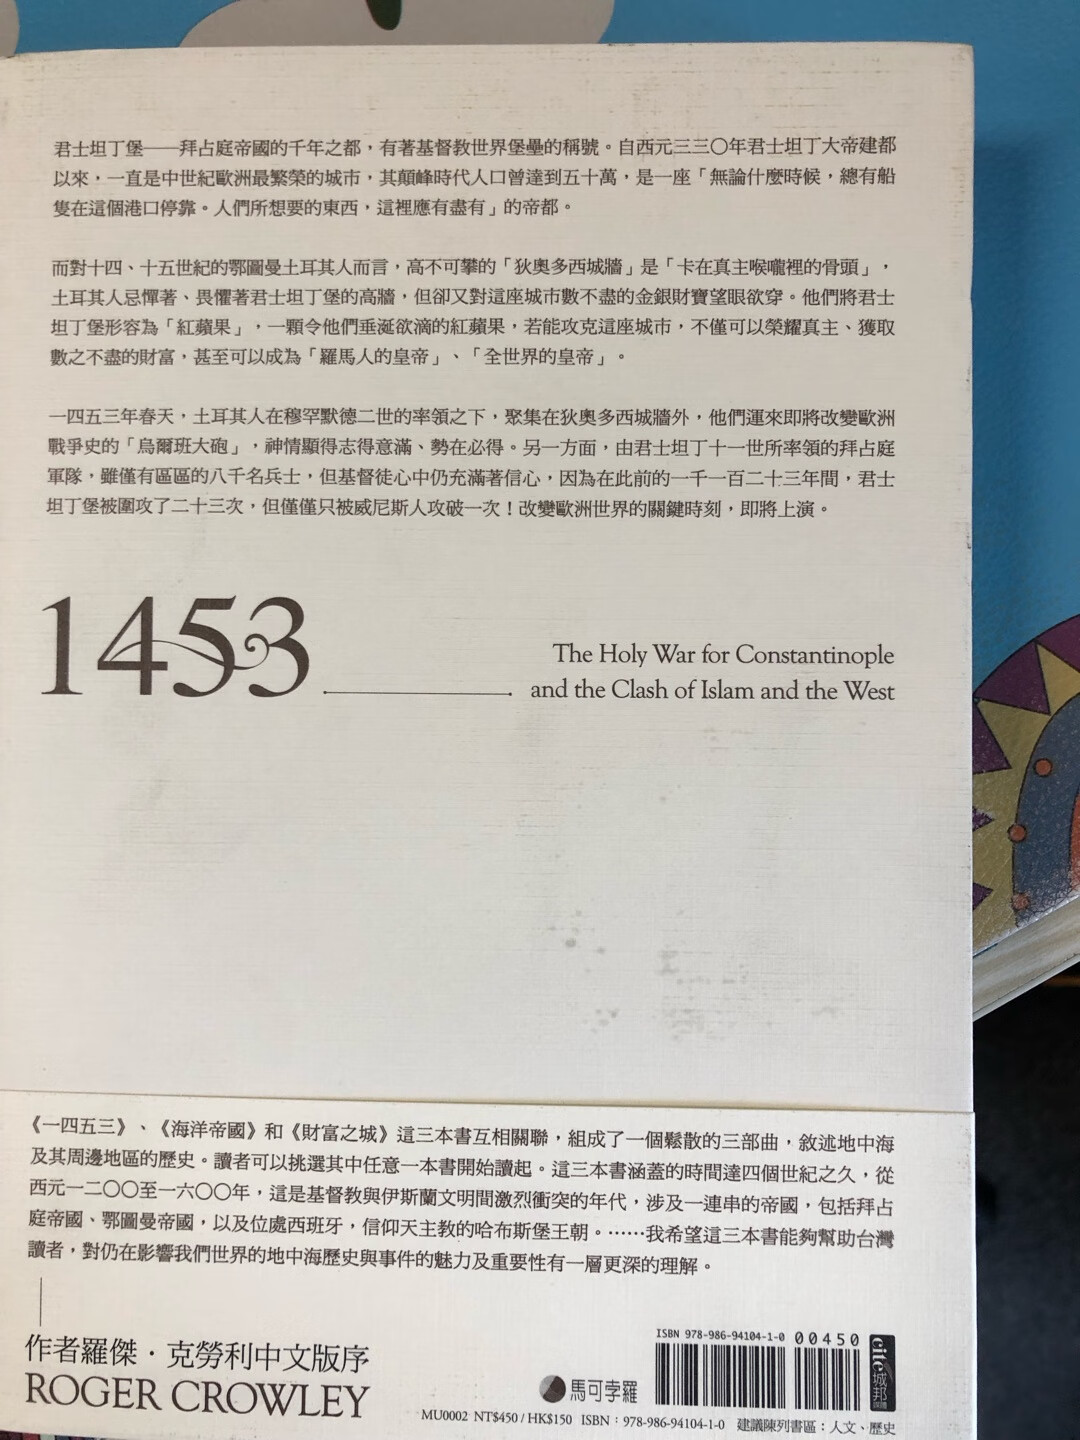 君士坦丁堡──拜占庭帝國的千年之都，有著基督教世界堡壘的稱號。自西元三三〇年君士坦丁大帝建都
以來，一直是中世紀歐洲最繁榮的城市，其顛峰時代人口曾達到五十萬，是一座「無論什麼時候，總有船
隻在這個港口停靠。人們所想要的東西，這裡應有盡有」的帝都。
而對十四、十五世紀的鄂圖曼土耳其人而言，高不可攀的「狄奧多西城牆」是「卡在真主喉嚨裡的骨頭」，
土耳其人忌憚著、畏懼著君士坦丁堡的高牆，但卻又對這座城市數不盡的金銀財寶望眼欲穿。他們將君士
坦丁堡形容為「紅蘋果」，一顆令他們垂涎欲滴的紅蘋果，若能攻克這座城市，不僅可以榮耀真主、獲取
數之不盡的財富，甚至可以成為「羅馬人的皇帝」、「全世界的皇帝」。
一四五三年春天，土耳其人在穆罕默德二世的率領之下，聚集在狄奧多西城牆外，他們運來即將改變歐洲
戰爭史的「烏爾班大砲」，神情顯得志得意滿、勢在必得。另一方面，由君士坦丁十一世所率領的拜占庭
軍隊，雖僅有區區的八千名兵士，但基督徒心中仍充滿著信心，因為在此前的一千一百二十三年間，君士
坦丁堡被圍攻了二十三次，但僅僅只被威尼斯人攻破一次！改變歐洲世界的關鍵時刻，即將上演。
1453
The Holy War for Constantinople
and the Clash of Islam and the West
《一四五三》、《海洋帝國》和《財富之城》這三本書互相關聯，組成了一個鬆散的三部曲，敘述地中海
及其周邊地區的歷史。讀者可以挑選其中任意一本書開始讀起。這三本書涵蓋的時間達四個世紀之久，從
西元一二〇〇至一六〇〇年，這是基督教與伊斯蘭文明間激烈衝突的年代，涉及一連串的帝國，包括拜占
庭帝國、鄂圖曼帝國，以及位處西班牙，信仰天主教的哈布斯堡王朝。⋯⋯我希望這三本書能夠幫助台灣
讀者，對仍在影響我們世界的地中海歷史與事件的魅力及重要性有一層更深的理解。
作者羅傑．克勞利中文版序
ROGER CROWLEY
馬可孛羅
ISBN 978-986-94104-1-0 00450
cite城邦
MU0002 NT$450 / HK$150 ISBN：978-986-94104-1-0 建議陳列書區：人文、歷史